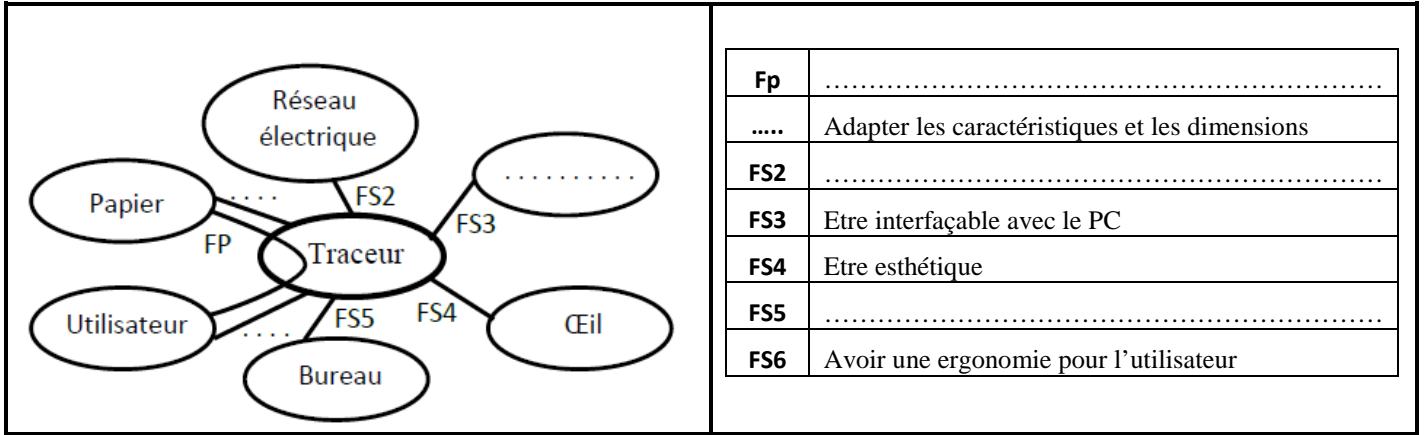 Réseau
électrique
. . . . . . . . . .
Papier
. . . .
FS2
FS3
FP
Traceur
Utilisateur
. . . .
FS5
FS4
Œil
Bureau
Fp ……………………………………………………
….. Adapter les caractéristiques et les dimensions
FS2 ……………………………………………………
FS3 Etre interfaçable avec le PC
FS4 Etre esthétique
FS5 ……………………………………………………
FS6 Avoir une ergonomie pour l’utilisateur